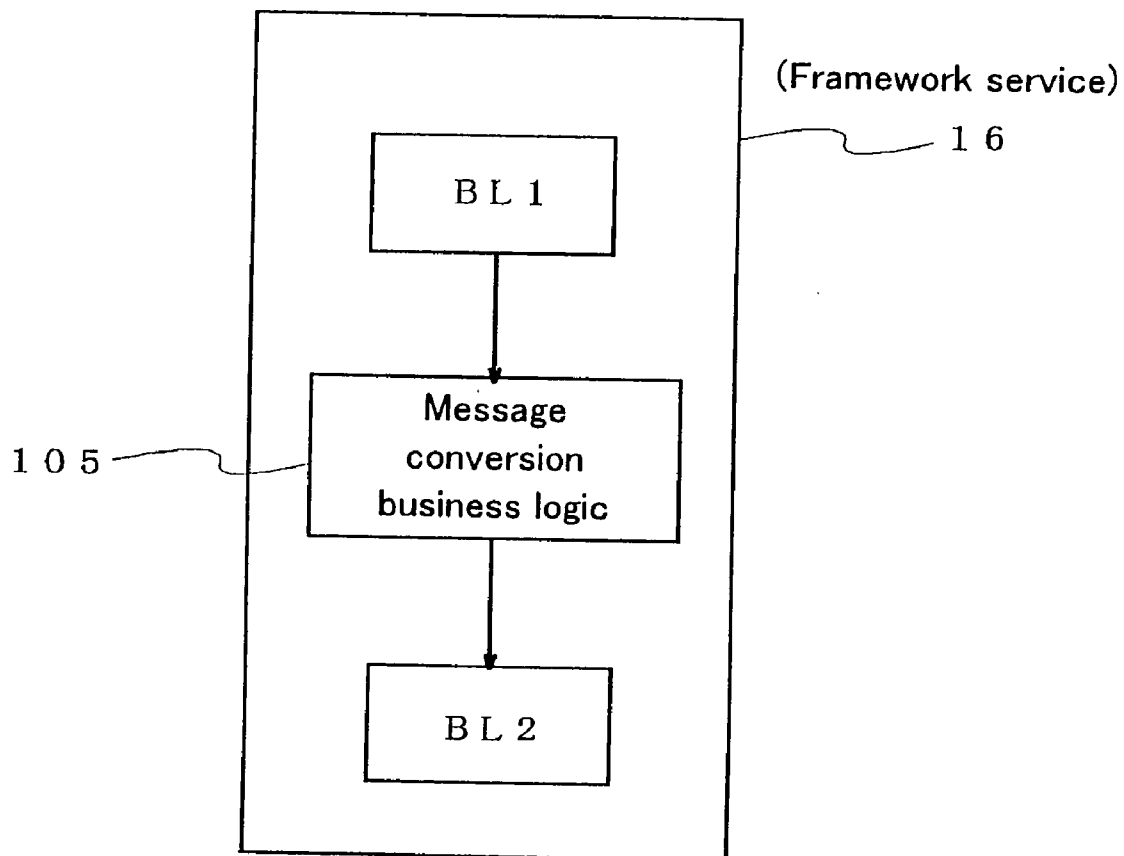 (Framework service)
１６
ＢＬ１
Message
conversion
business logic
１０５
ＢＬ２